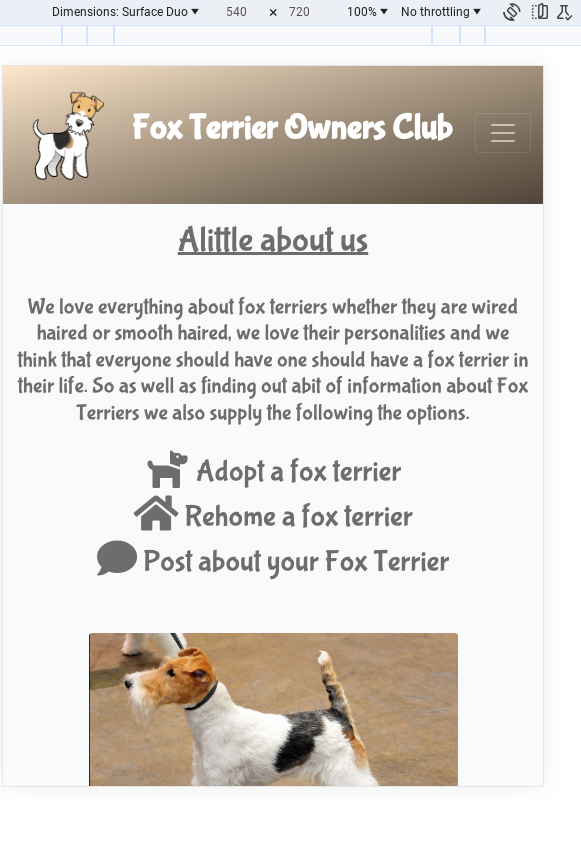 Dimensions: Surface Duo ▼ 540 × 720 100% ▼ No throttling ▼
Fox Terrier Owners Club
Alittle about us
We love everything about fox terriers whether they are wired
haired or smooth haired, we love their personalities and we
think that everyone should have one should have a fox terrier in
their life. So as well as finding out abit of information about Fox
Terriers we also supply the following the options.
Adopt a fox terrier
Rehome a fox terrier
Post about your Fox Terrier